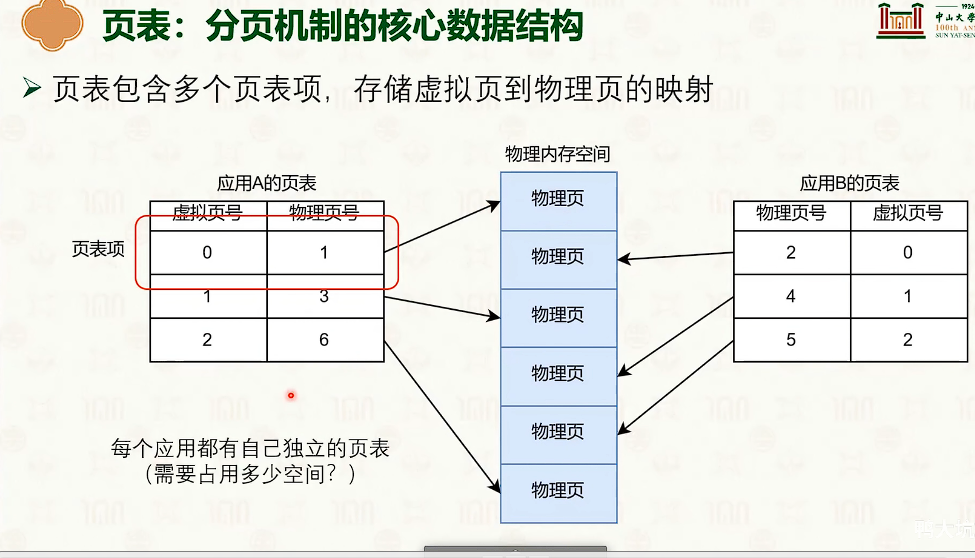 页表：分页机制的核心数据结构
1924
中山大学
100th AN
SUN YAT-SEN
页表包含多个页表项，存储虚拟页到物理页的映射
物理内存空间
应用A的页表
应用B的页表
虚拟页号 物理页号
页表项
0 1
1 3
2 6
物理页
物理页
物理页
物理页
物理页
物理页
物理页号 虚拟页号
2 0
4 1
5 2
每个应用都有自己独立的页表
（需要占用多少空间？）